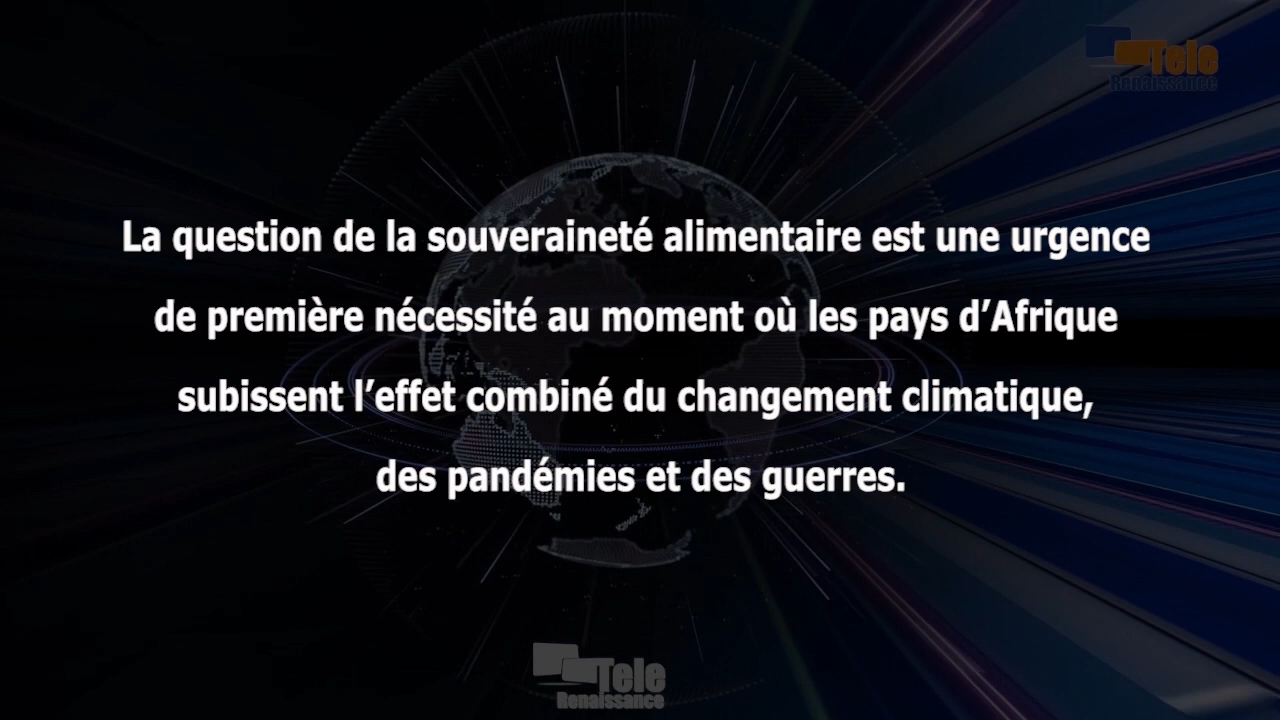 Tele
Renaissance
La question de la souveraineté alimentaire est une urgence
de première nécessité au moment où les pays d’Afrique
subissent l’effet combiné du changement climatique,
des pandémies et des guerres.
Tele
Renaissance